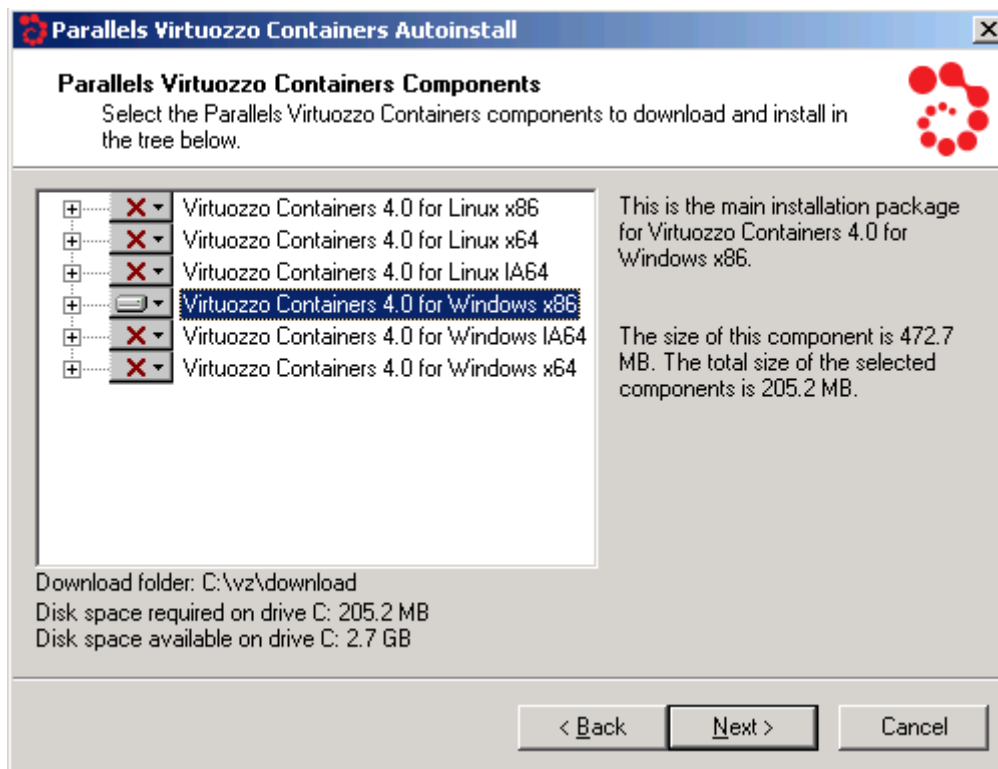 Parallels Virtuozzo Containers Autoinstall
Parallels Virtuozzo Containers Components
Select the Parallels Virtuozzo Containers components to download and install in
the tree below.
Virtuozzo Containers 4.0 for Linux x86
Virtuozzo Containers 4.0 for Linux x64
Virtuozzo Containers 4.0 for Linux IA64
Virtuozzo Containers 4.0 for Windows x86
Virtuozzo Containers 4.0 for Windows IA64
Virtuozzo Containers 4.0 for Windows x64
This is the main installation package
for Virtuozzo Containers 4.0 for
Windows x86.
The size of this component is 472.7
MB. The total size of the selected
components is 205.2 MB.
Download folder: C:\vz\download
Disk space required on drive C: 205.2 MB
Disk space available on drive C: 2.7 GB
< Back
Next >
Cancel